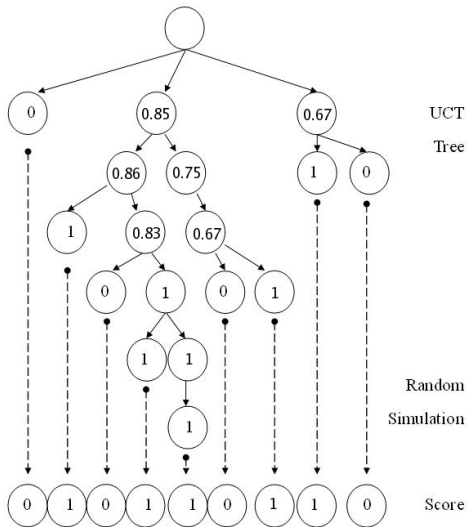 0 0.85 0.67 UCT
Tree
0.86 0.75 1 0
1 0.83 0.67
0 1 0 1
1 1
Random
Simulation
1
0 1 0 1 1 0 1 1 0 Score